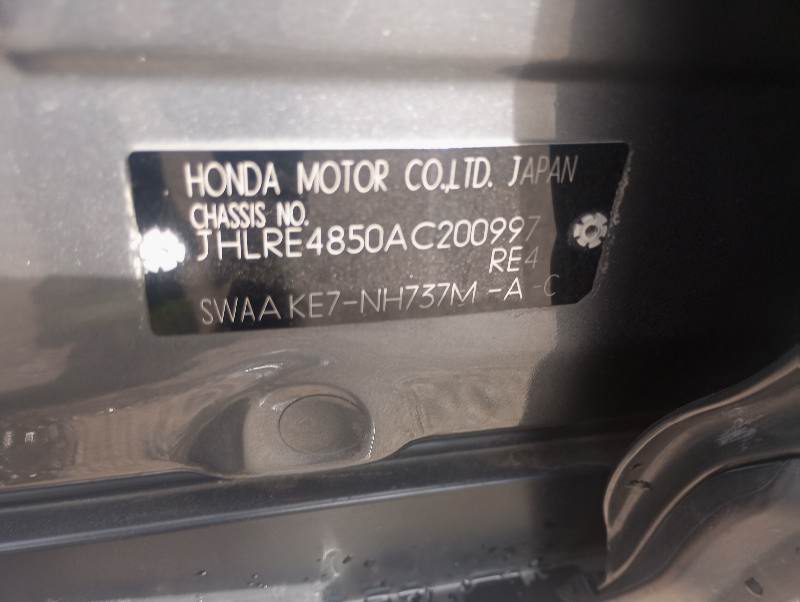 HONDA MOTOR CO.,LTD. JAPAN
CHASSIS NO.
JHLRE4850AC200997
RE4
SWAA KE7-NH737M -A -C